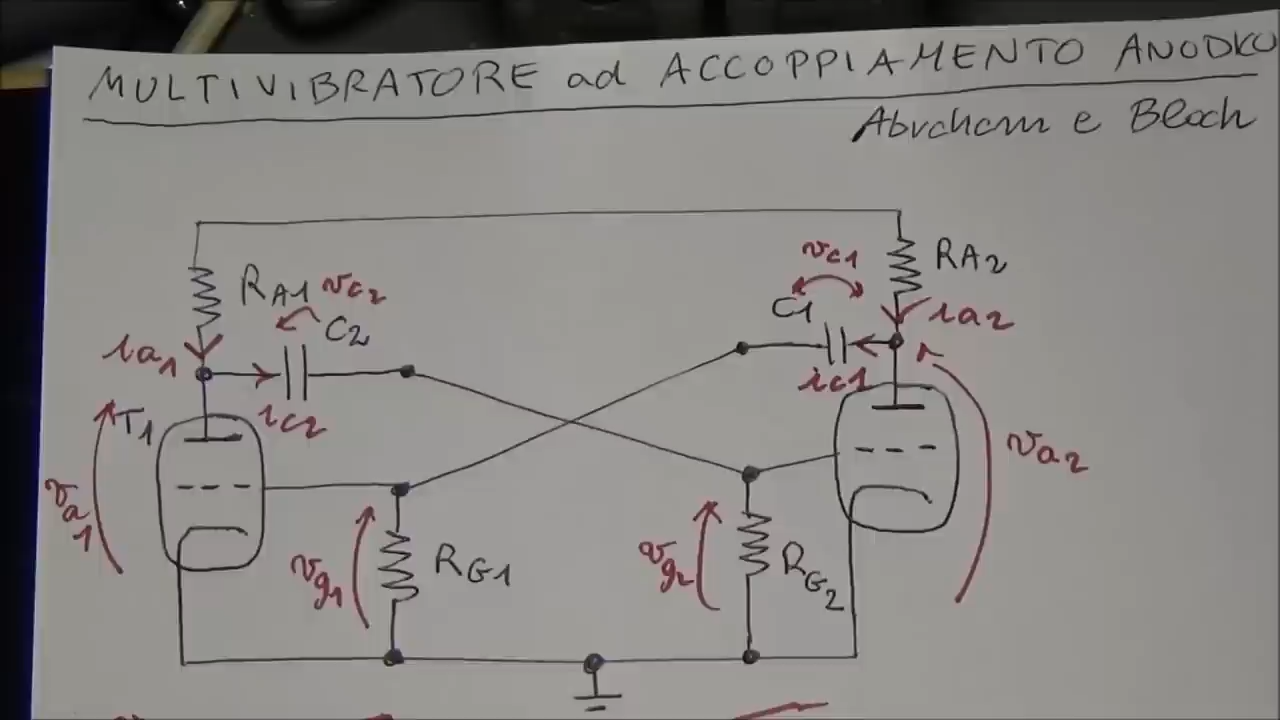 MULTIVIBRATORE ad ACCOPPIAMENTO ANODICO
Abraham e Bloch
RA1
vc2
C2
ia1
ic2
T1
va1
vg1
RG1
vc1
C1
RA2
ia2
ic1
va2
vg2
RG2